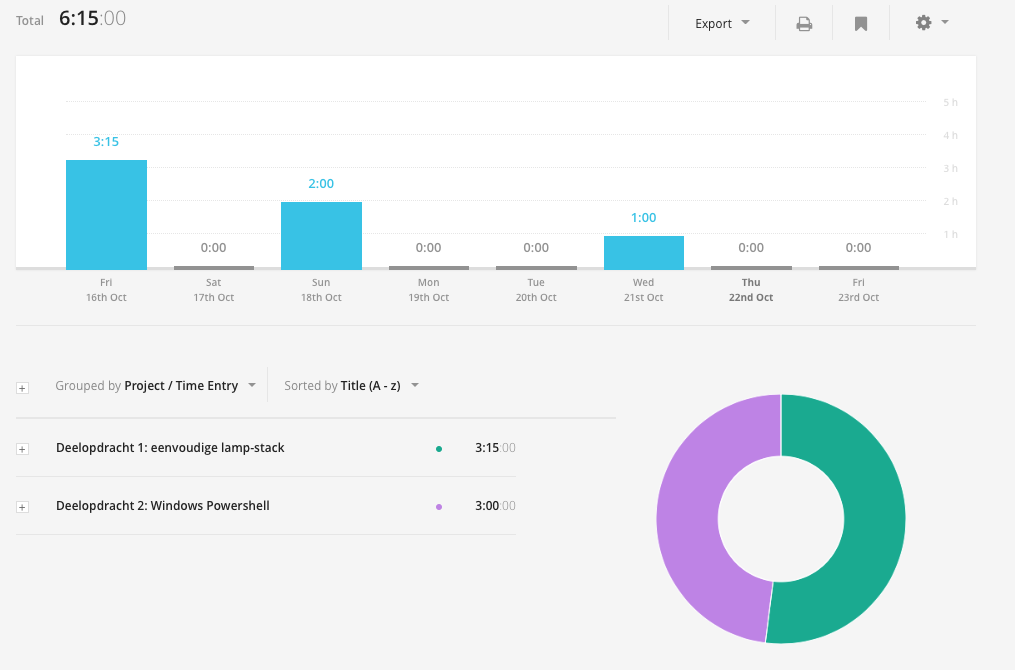 Total 6:15:00
Export
5 h
4 h
3:15
3 h
2:00
2 h
1:00
1 h
0:00 0:00 0:00 0:00 0:00
Fri Sat Sun Mon Tue Wed Thu Fri
16th Oct 17th Oct 18th Oct 19th Oct 20th Oct 21st Oct 22nd Oct 23rd Oct
+ Grouped by Project / Time Entry Sorted by Title (A - z)
+ Deelopdracht 1: eenvoudige lamp-stack 3:15:00
+ Deelopdracht 2: Windows Powershell 3:00:00